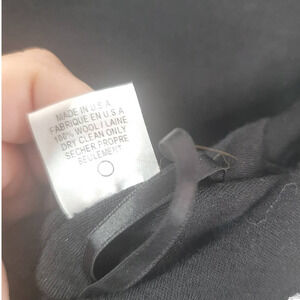 MADE IN U.S.A
FABRIQUE EN U.S.A
100% WOOL / LAINE
DRY CLEAN ONLY
SECHER PROPRE
SEULEMENT